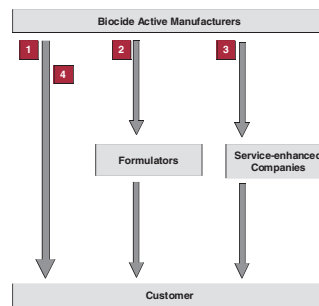 Biocide Active Manufacturers
1
2
3
4
Formulators
Service-enhanced
Companies
Customer